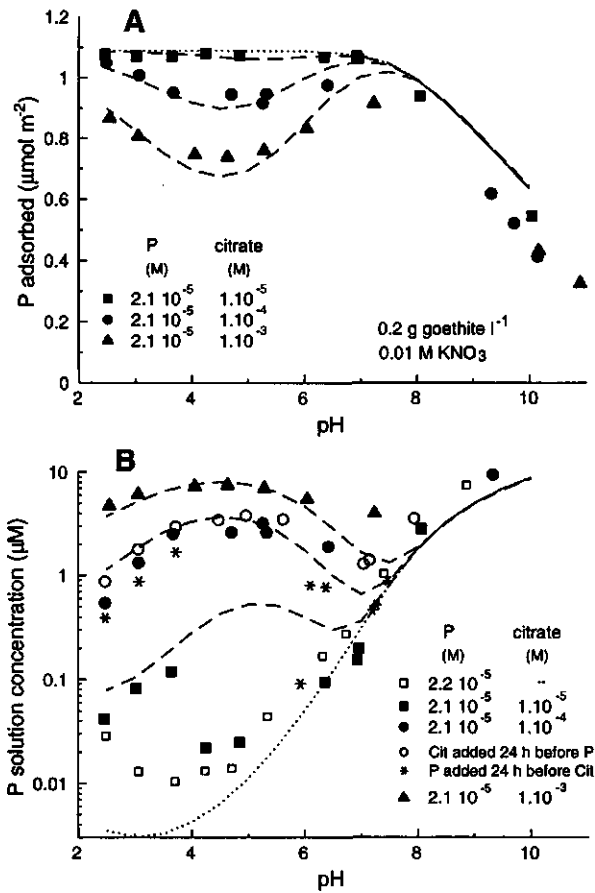 A
1.2
1
0.8
0.6
0.4
0.2
0
P adsorbed (μmol m⁻²)
P citrate
(M) (M)
2.1 10⁻⁵ 1.10⁻⁵
2.1 10⁻⁵ 1.10⁻⁴
2.1 10⁻⁵ 1.10⁻³
0.2 g goethite l⁻¹
0.01 M KNO₃
2 4 6 8 10
pH
B
10
1
0.1
0.01
P solution concentration (μM)
P citrate
(M) (M)
2.2 10⁻⁵ --
2.1 10⁻⁵ 1.10⁻⁵
2.1 10⁻⁵ 1.10⁻⁴
Cit added 24 h before P
P added 24 h before Cit
2.1 10⁻⁵ 1.10⁻³
2 4 6 8 10
pH